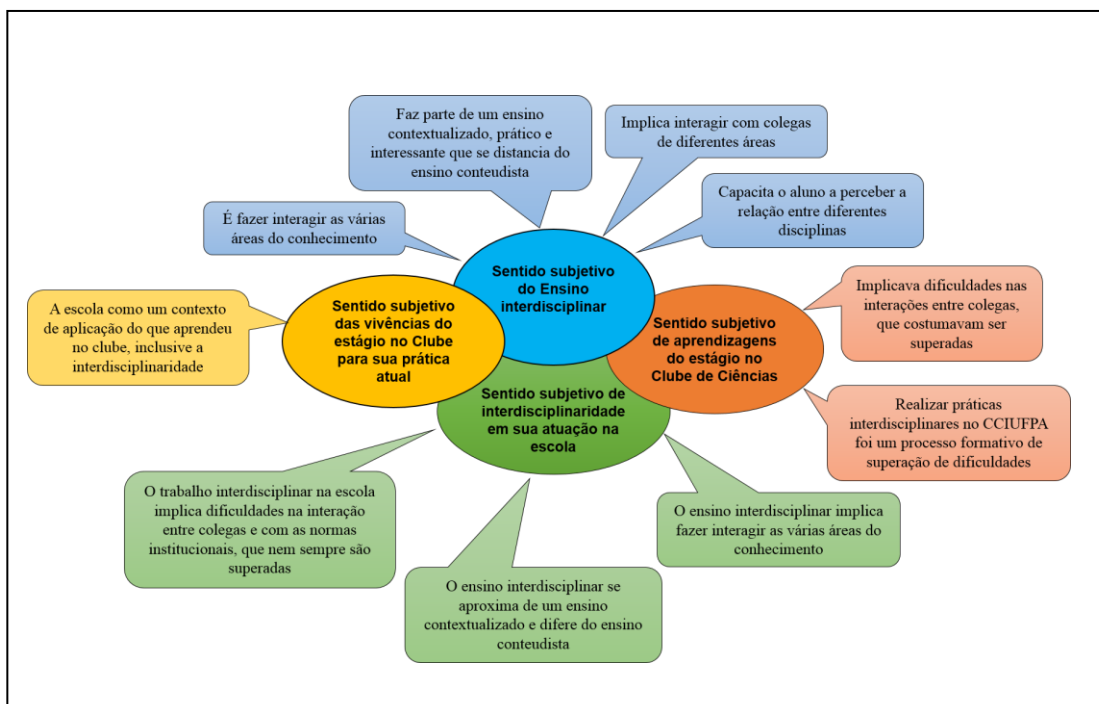 Faz parte de um ensino
contextualizado, prático e
interessante que se distancia do
ensino conteudista
Implica interagir com colegas
de diferentes áreas
É fazer interagir as várias
áreas do conhecimento
Capacita o aluno a perceber a
relação entre diferentes
disciplinas
Sentido subjetivo
do Ensino
interdisciplinar
A escola como um contexto
de aplicação do que aprendeu
no clube, inclusive a
interdisciplinaridade
Sentido subjetivo
das vivências do
estágio no Clube
para sua prática
atual
Sentido subjetivo
de aprendizagens
do estágio no
Clube de Ciências
Implicava dificuldades nas
interações entre colegas,
que costumavam ser
superadas
Sentido subjetivo de
interdisciplinaridade
em sua atuação na
escola
Realizar práticas
interdisciplinares no CCIUFPA
foi um processo formativo de
superação de dificuldades
O trabalho interdisciplinar na escola
implica dificuldades na interação
entre colegas e com as normas
institucionais, que nem sempre são
superadas
O ensino interdisciplinar implica
fazer interagir as várias áreas do
conhecimento
O ensino interdisciplinar se
aproxima de um ensino
contextualizado e difere do ensino
conteudista